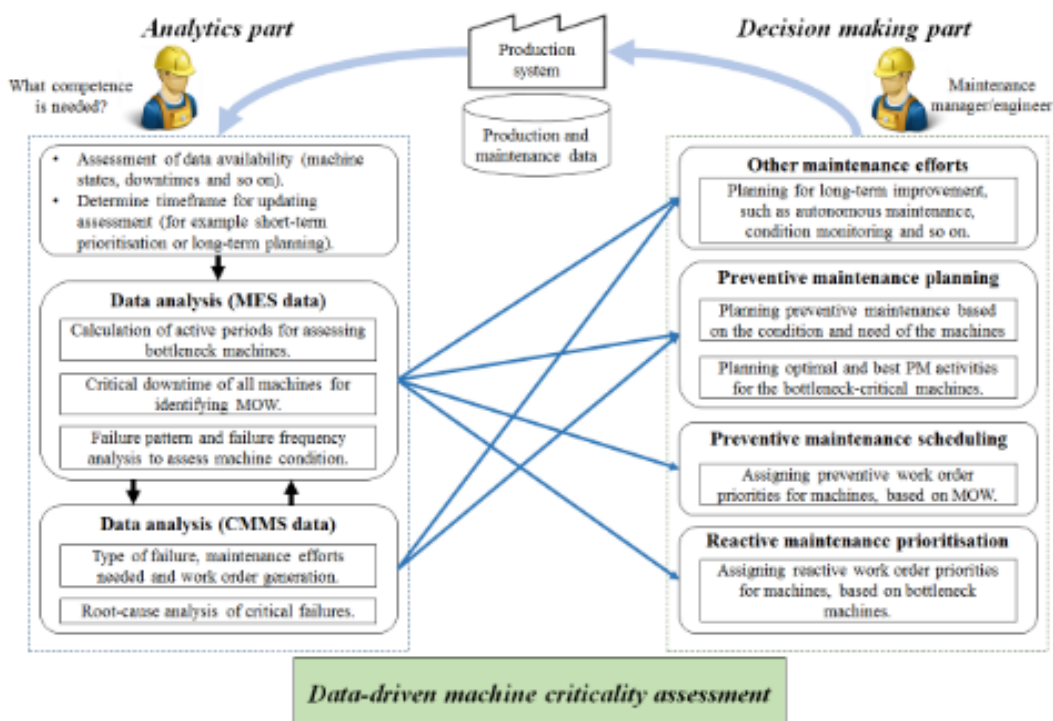 Analytics part
Production
system
Decision making part
What competence
is needed?
Maintenance
manager/engineer
Production and
maintenance data
• Assessment of data availability (machine
states, downtimes and so on).
• Determine timeframe for updating
assessment (for example short-term
prioritisation or long-term planning).
Data analysis (MES data)
Calculation of active periods for assessing
bottleneck machines.
Critical downtime of all machines for
identifying MOW.
Failure pattern and failure frequency
analysis to assess machine condition.
Data analysis (CMMS data)
Type of failure, maintenance efforts
needed and work order generation.
Root-cause analysis of critical failures.
Other maintenance efforts
Planning for long-term improvement,
such as autonomous maintenance,
condition monitoring and so on.
Preventive maintenance planning
Planning preventive maintenance based
on the condition and need of the machines
Planning optimal and best PM activities
for the bottleneck-critical machines.
Preventive maintenance scheduling
Assigning preventive work order
priorities for machines, based on MOW.
Reactive maintenance prioritisation
Assigning reactive work order priorities
for machines, based on bottleneck
machines.
Data-driven machine criticality assessment